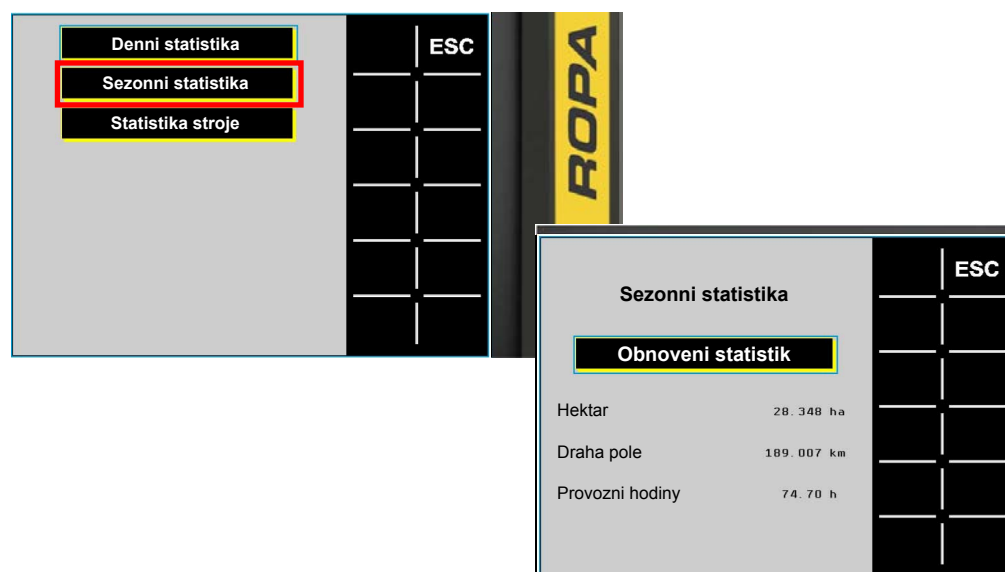 Denni statistika
ESC
Sezonni statistika
Statistika stroje
ROPA
ESC
Sezonni statistika
Obnoveni statistik
Hektar 28.348 ha
Draha pole 189.007 km
Provozni hodiny 74.70 h